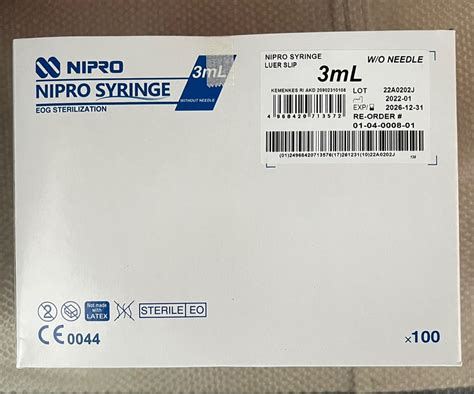 NIPRO
NIPRO SYRINGE
EOG STERILIZATION
3mL
WITHOUT NEEDLE
NIPRO SYRINGE
LUER SLIP
3mL
W/O NEEDLE
KEMENKES RI AKD 20902310108
4 968420 713572
LOT 22A0202J
2022-01
EXP/ 2026-12-31
RE-ORDER #
01-04-0008-01
(01)24968420713576(17)261231(10)22A0202J
2
Not made
with
LATEX
STERILE EO
CE 0044
×100